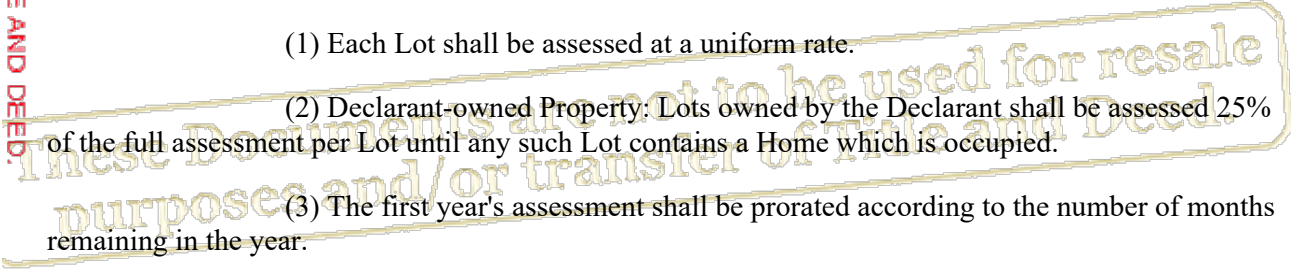 E AND DEED.
(1) Each Lot shall be assessed at a uniform rate.
(2) Declarant-owned Property: Lots owned by the Declarant shall be assessed 25%
of the full assessment per Lot until any such Lot contains a Home which is occupied.
(3) The first year's assessment shall be prorated according to the number of months
remaining in the year.
These Documents are not to be used for resale
purposes and/or transfer of Title and Deed.